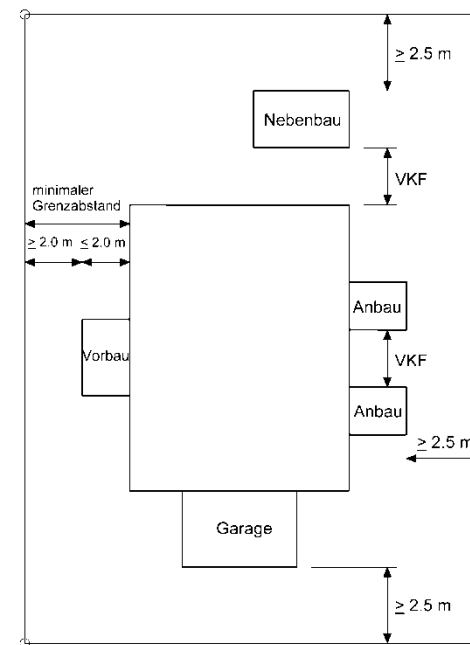 ≥ 2.5 m
Nebenbau
VKF
minimaler
Grenzabstand
≥ 2.0 m ≤ 2.0 m
Anbau
Vorbau
VKF
Anbau
≥ 2.5 m
Garage
≥ 2.5 m